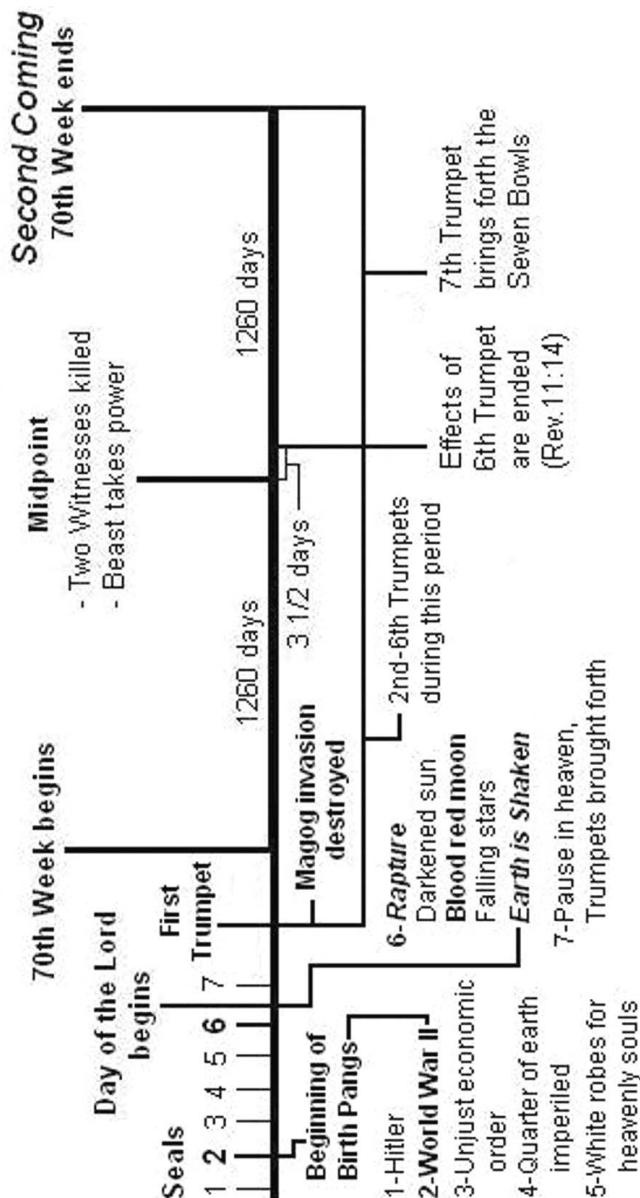 Second Coming
70th Week ends
Midpoint
- Two Witnesses killed
- Beast takes power
70th Week begins
Day of the Lord
begins
First
Trumpet
Seals
1 2 3 4 5 6 7
1260 days
1260 days
3 1/2 days
Beginning of
Birth Pangs
Magog invasion
destroyed
1-Hitler
2-World War II
3-Unjust economic
order
4-Quarter of earth
imperiled
5-White robes for
heavenly souls
6-Rapture
Darkened sun
Blood red moon
Falling stars
Earth is Shaken
7-Pause in heaven,
Trumpets brought forth
2nd-6th Trumpets
during this period
Effects of
6th Trumpet
are ended
(Rev.11:14)
7th Trumpet
brings forth the
Seven Bowls